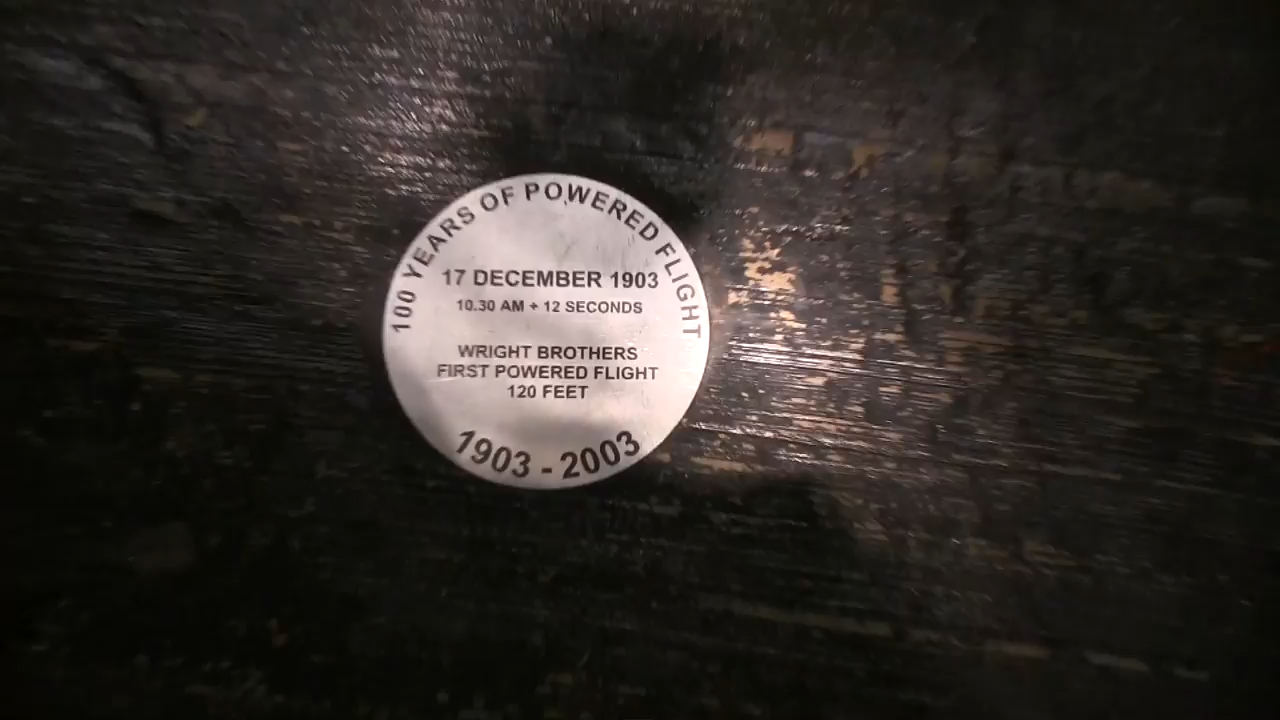 100 YEARS OF POWERED FLIGHT
17 DECEMBER 1903
10.30 AM + 12 SECONDS
WRIGHT BROTHERS
FIRST POWERED FLIGHT
120 FEET
1903 - 2003